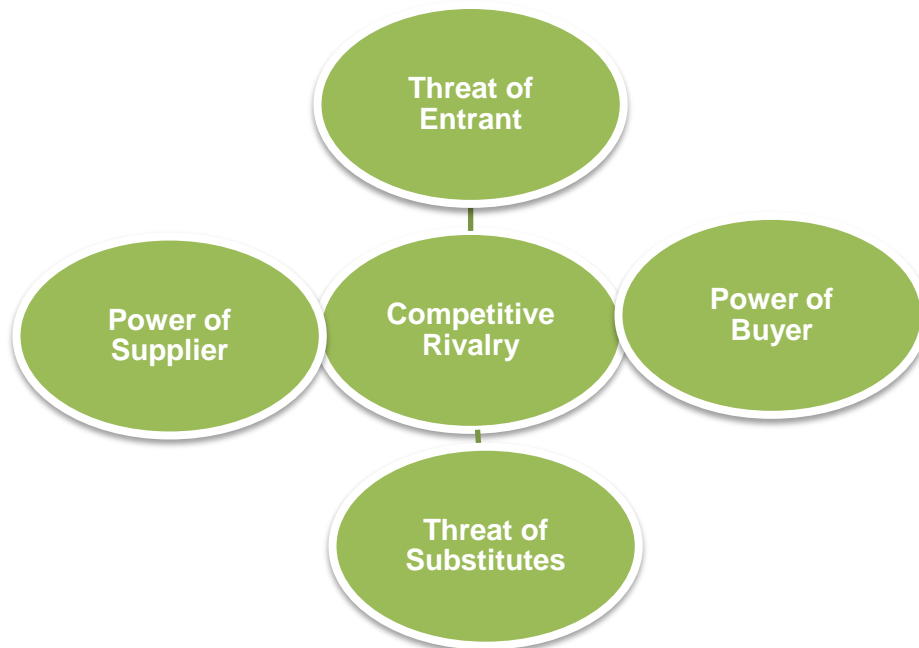 Threat of
Entrant
Power of
Supplier
Competitive
Rivalry
Power of
Buyer
Threat of
Substitutes